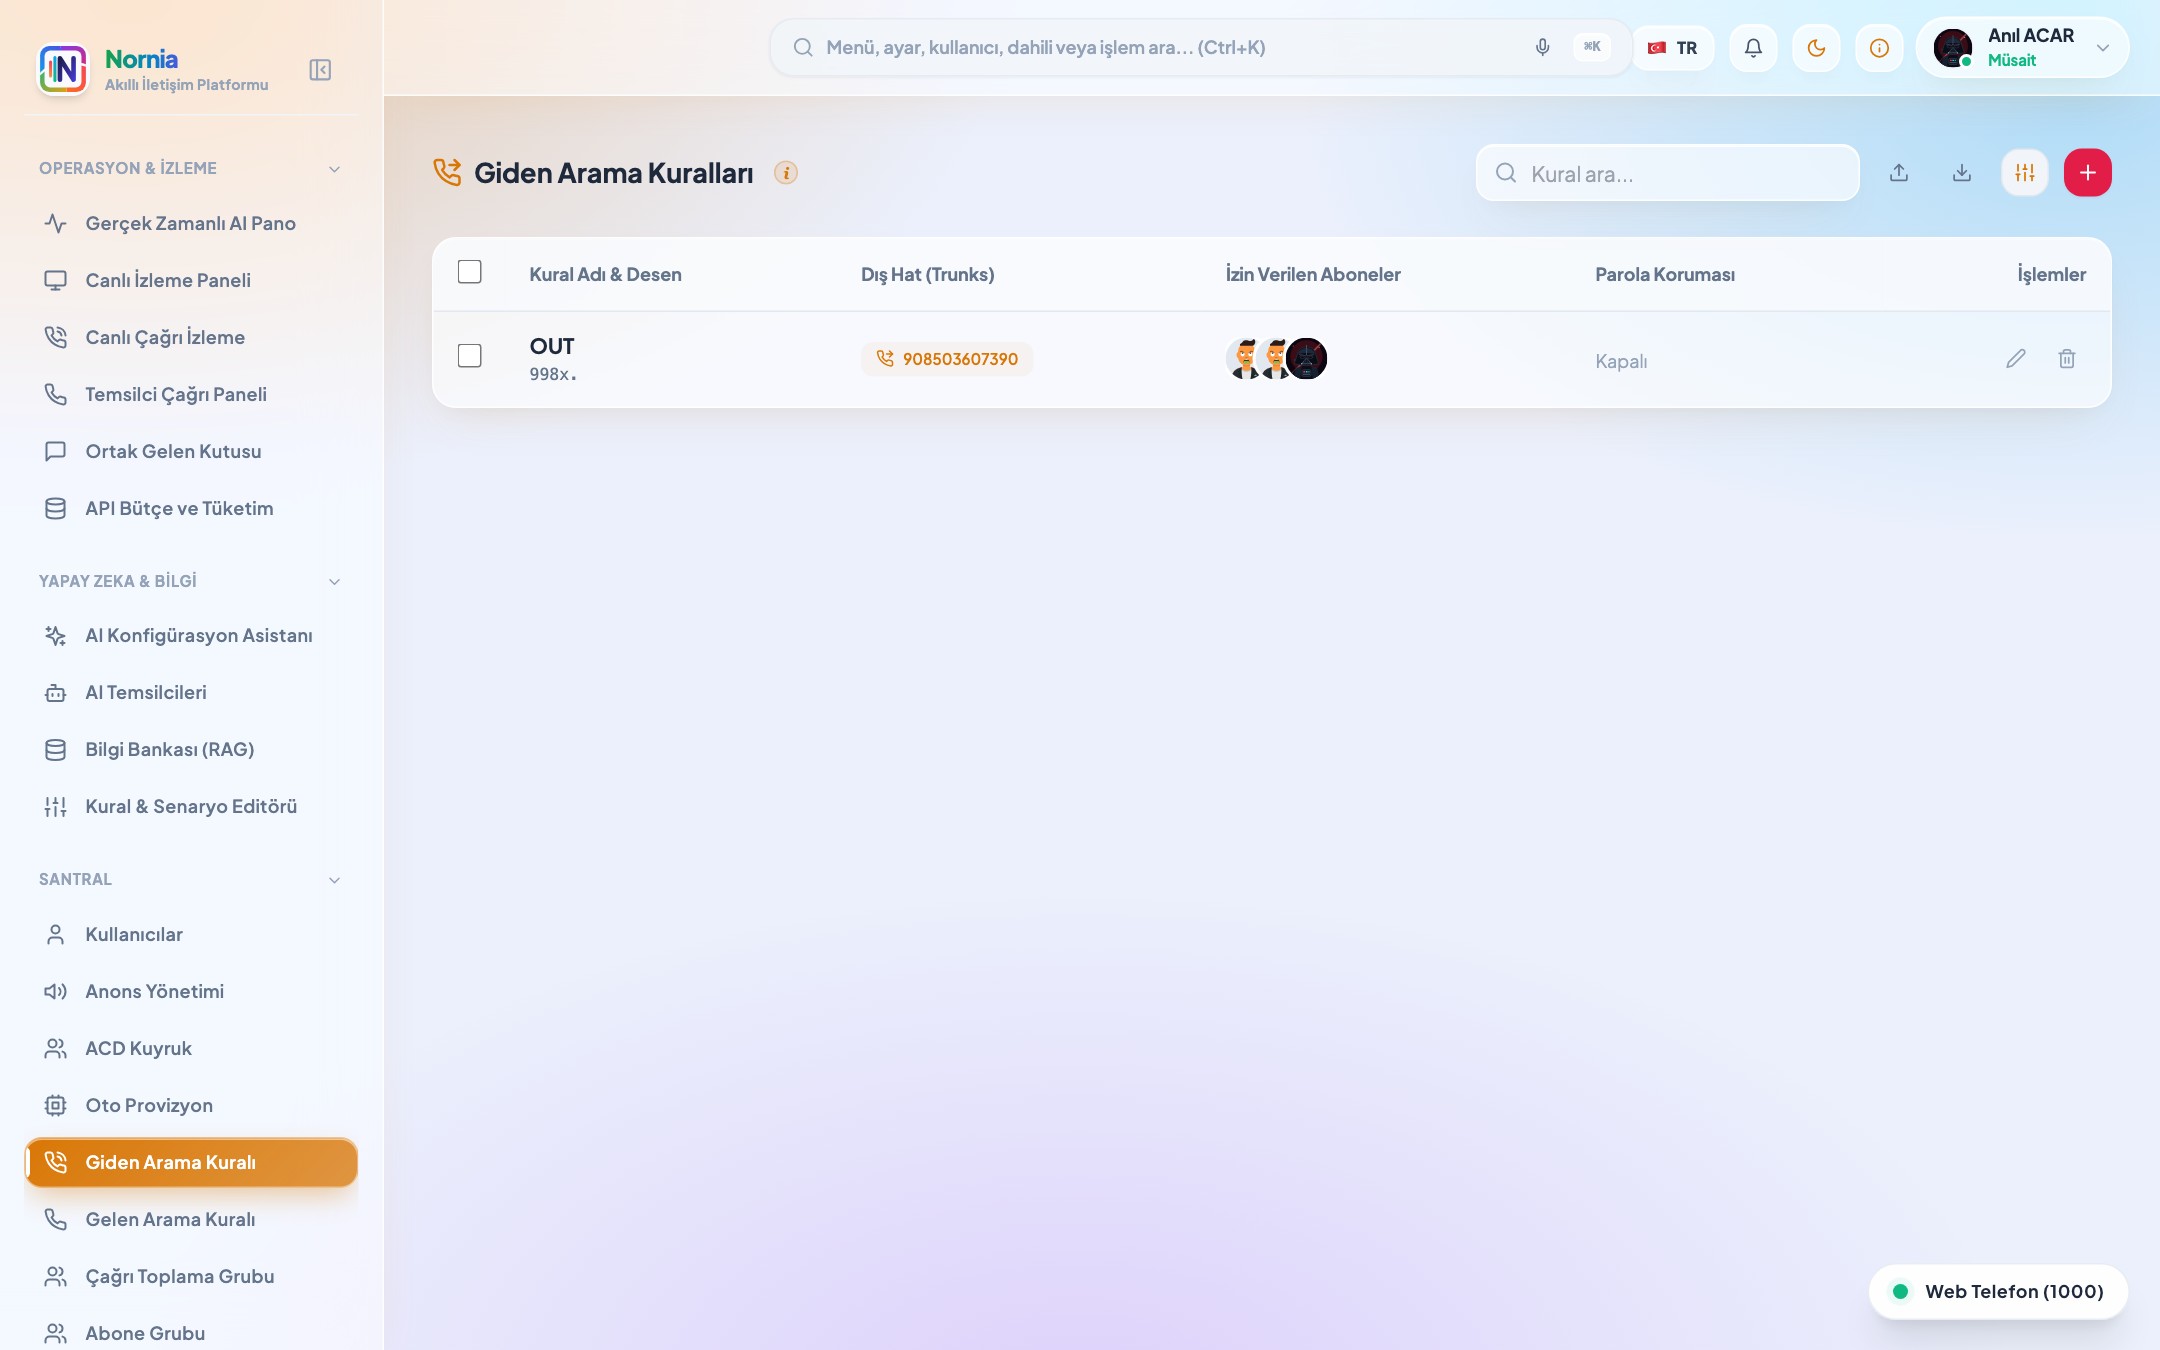 Nornia
Akıllı İletişim Platformu
Menü, ayar, kullanıcı, dahili veya işlem ara... (Ctrl+K)
⌘K
TR
Anıl ACAR
Müsait
OPERASYON & İZLEME
Gerçek Zamanlı AI Pano
Canlı İzleme Paneli
Canlı Çağrı İzleme
Temsilci Çağrı Paneli
Ortak Gelen Kutusu
API Bütçe ve Tüketim
YAPAY ZEKA & BİLGİ
AI Konfigürasyon Asistanı
AI Temsilcileri
Bilgi Bankası (RAG)
Kural & Senaryo Editörü
SANTRAL
Kullanıcılar
Anons Yönetimi
ACD Kuyruk
Oto Provizyon
Giden Arama Kuralı
Gelen Arama Kuralı
Çağrı Toplama Grubu
Abone Grubu
Giden Arama Kuralları
Kural ara...
Kural Adı & Desen
Dış Hat (Trunks)
İzin Verilen Aboneler
Parola Koruması
İşlemler
OUT
998x.
908503607390
Kapalı
Web Telefon (1000)